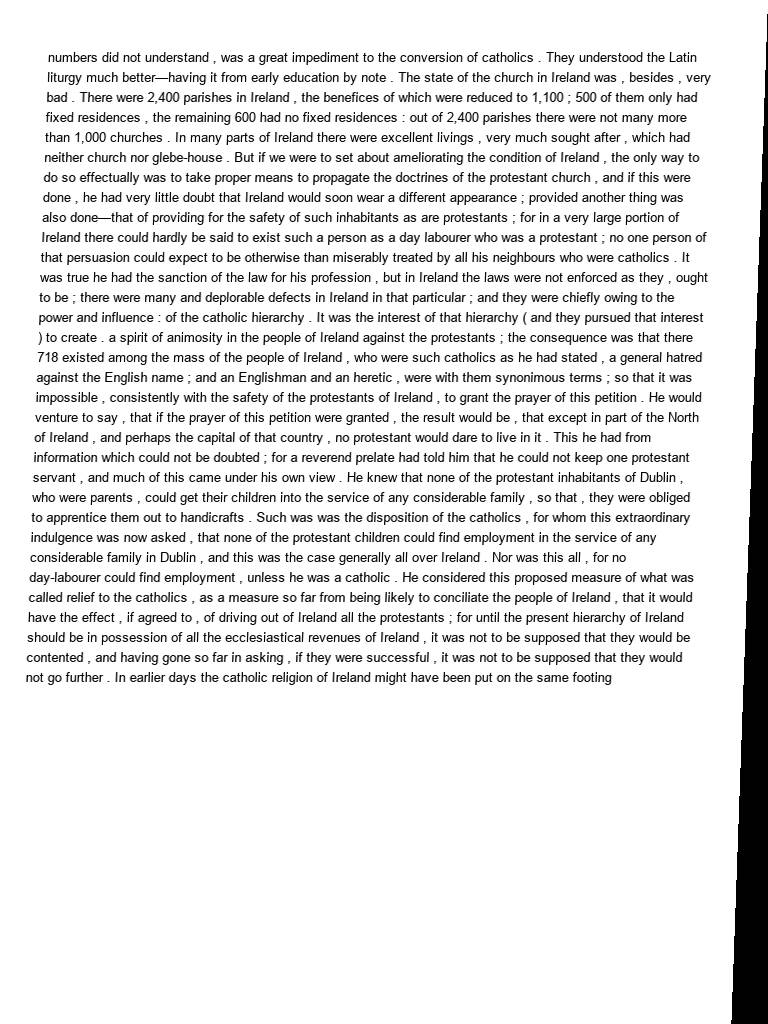 numbers did not understand , was a great impediment to the conversion of catholics . They understood the Latin
liturgy much better—having it from early education by note . The state of the church in Ireland was , besides , very
bad . There were 2,400 parishes in Ireland , the benefices of which were reduced to 1,100 ; 500 of them only had
fixed residences , the remaining 600 had no fixed residences : out of 2,400 parishes there were not many more
than 1,000 churches . In many parts of Ireland there were excellent livings , very much sought after , which had
neither church nor glebe-house . But if we were to set about ameliorating the condition of Ireland , the only way to
do so effectually was to take proper means to propagate the doctrines of the protestant church , and if this were
done , he had very little doubt that Ireland would soon wear a different appearance ; provided another thing was
also done—that of providing for the safety of such inhabitants as are protestants ; for in a very large portion of
Ireland there could hardly be said to exist such a person as a day labourer who was a protestant ; no one person of
that persuasion could expect to be otherwise than miserably treated by all his neighbours who were catholics . It
was true he had the sanction of the law for his profession , but in Ireland the laws were not enforced as they , ought
to be ; there were many and deplorable defects in Ireland in that particular ; and they were chiefly owing to the
power and influence : of the catholic hierarchy . It was the interest of that hierarchy ( and they pursued that interest
) to create . a spirit of animosity in the people of Ireland against the protestants ; the consequence was that there
718 existed among the mass of the people of Ireland , who were such catholics as he had stated , a general hatred
against the English name ; and an Englishman and an heretic , were with them synonimous terms ; so that it was
impossible , consistently with the safety of the protestants of Ireland , to grant the prayer of this petition . He would
venture to say , that if the prayer of this petition were granted , the result would be , that except in part of the North
of Ireland , and perhaps the capital of that country , no protestant would dare to live in it . This he had from
information which could not be doubted ; for a reverend prelate had told him that he could not keep one protestant
servant , and much of this came under his own view . He knew that none of the protestant inhabitants of Dublin ,
who were parents , could get their children into the service of any considerable family , so that , they were obliged
to apprentice them out to handicrafts . Such was was the disposition of the catholics , for whom this extraordinary
indulgence was now asked , that none of the protestant children could find employment in the service of any
considerable family in Dublin , and this was the case generally all over Ireland . Nor was this all , for no
day-labourer could find employment , unless he was a catholic . He considered this proposed measure of what was
called relief to the catholics , as a measure so far from being likely to conciliate the people of Ireland , that it would
have the effect , if agreed to , of driving out of Ireland all the protestants ; for until the present hierarchy of Ireland
should be in possession of all the ecclesiastical revenues of Ireland , it was not to be supposed that they would be
contented , and having gone so far in asking , if they were successful , it was not to be supposed that they would
not go further . In earlier days the catholic religion of Ireland might have been put on the same footing